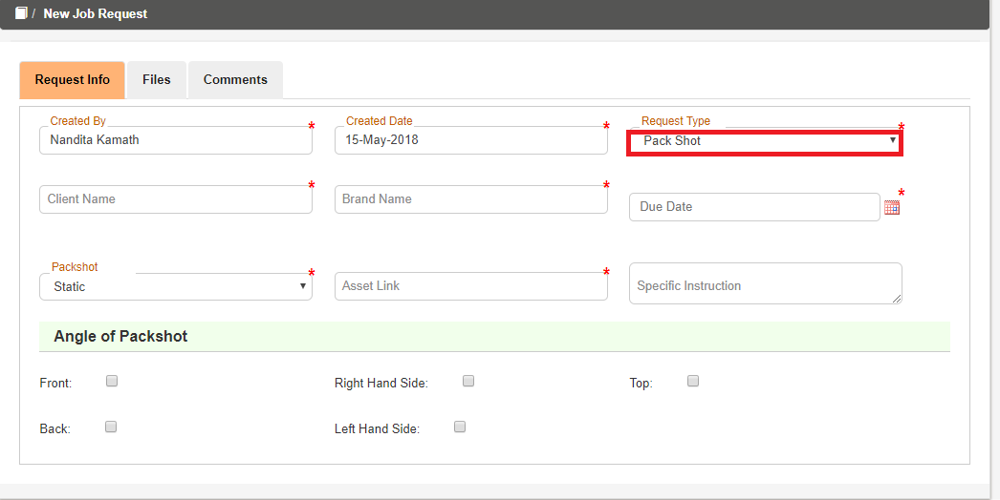 / New Job Request
Request Info Files Comments
Created By * Created Date * Request Type *
Nandita Kamath 15-May-2018 Pack Shot
Client Name * Brand Name * Due Date *
Packshot * * 
Static Asset Link Specific Instruction
Angle of Packshot
Front: Right Hand Side: Top:
Back: Left Hand Side: